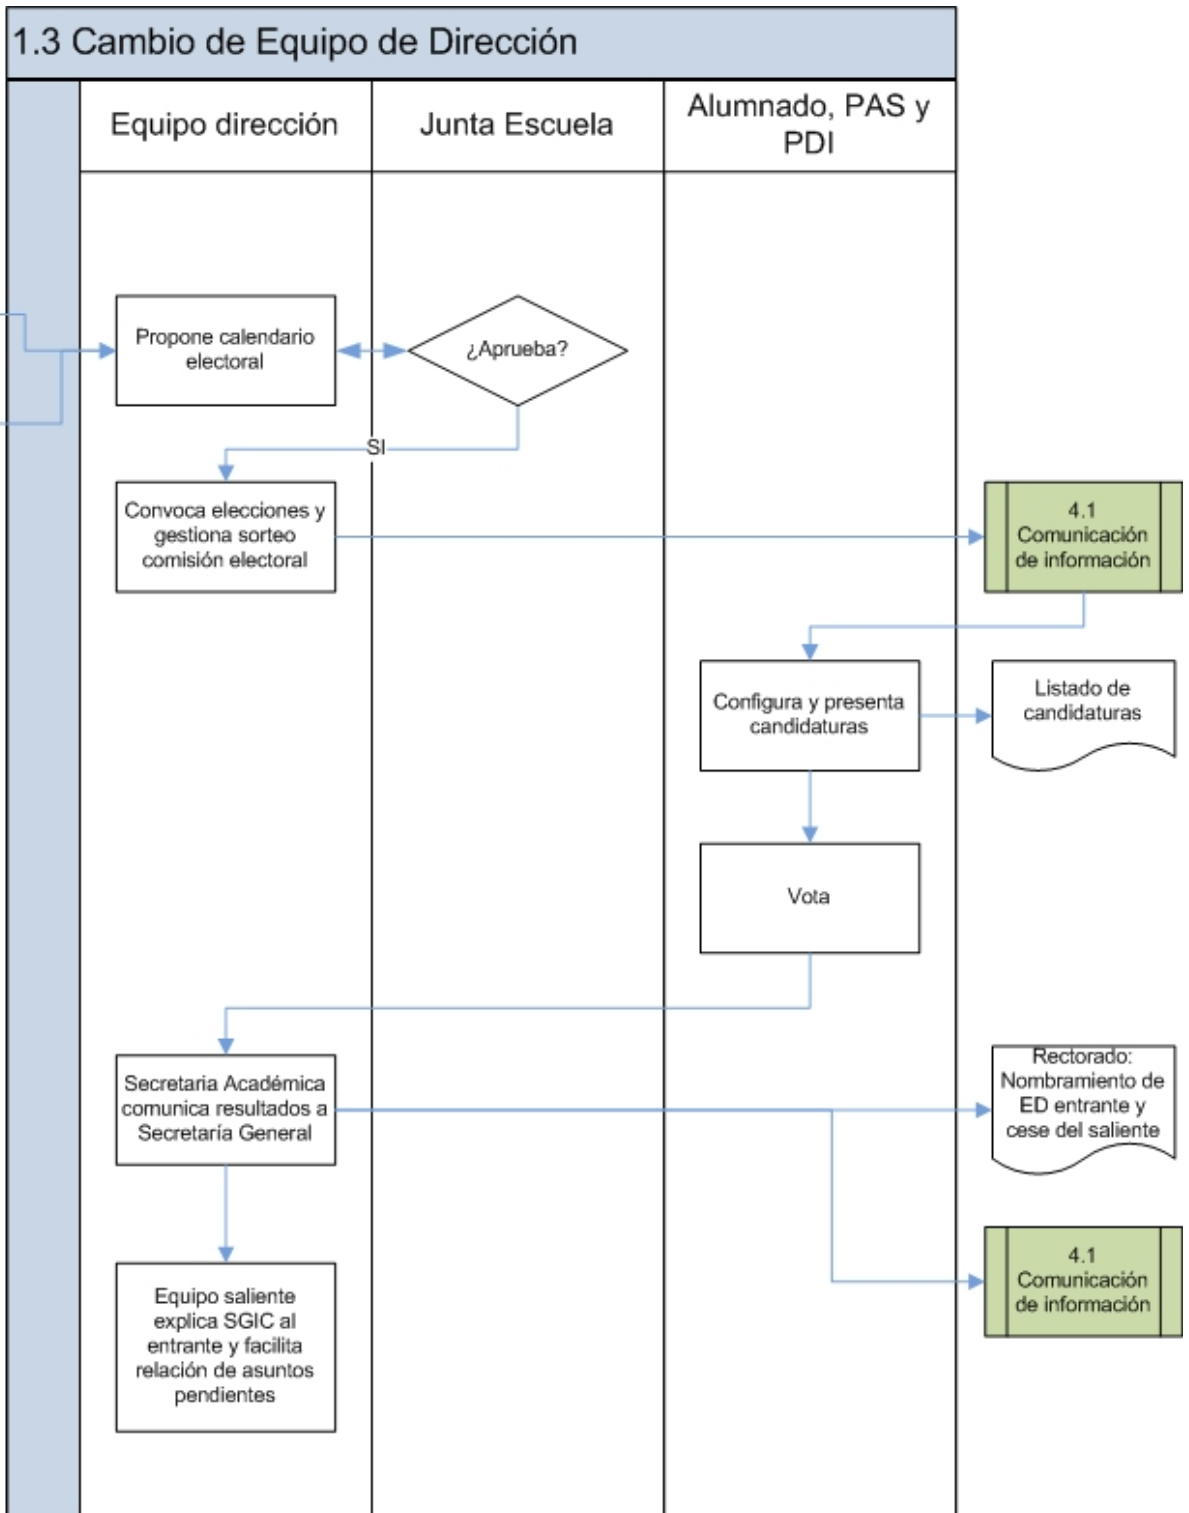 1.3 Cambio de Equipo de Dirección
Equipo dirección
Junta Escuela
Alumnado, PAS y
PDI
Propone calendario
electoral
¿Aprueba?
SI
Convoca elecciones y
gestiona sorteo
comisión electoral
4.1
Comunicación
de información
Configura y presenta
candidaturas
Listado de
candidaturas
Vota
Secretaria Académica
comunica resultados a
Secretaría General
Rectorado:
Nombramiento de
ED entrante y
cese del saliente
4.1
Comunicación
de información
Equipo saliente
explica SGIC al
entrante y facilita
relación de asuntos
pendientes